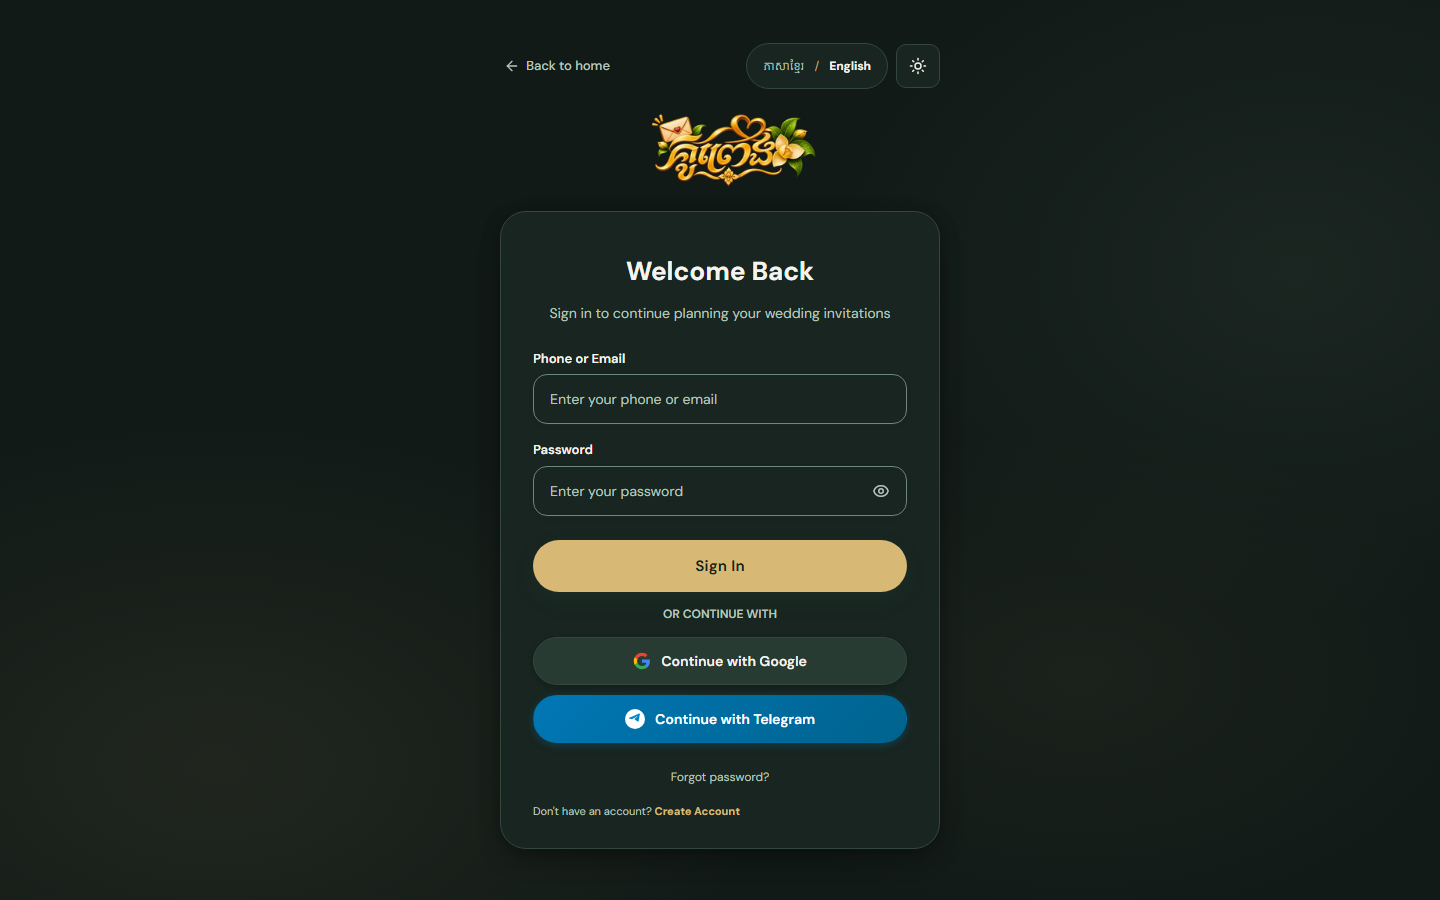 Back to home
ភាសាខ្មែរ / English
គូព្រេង
Welcome Back
Sign in to continue planning your wedding invitations
Phone or Email
Enter your phone or email
Password
Enter your password
Sign In
OR CONTINUE WITH
Continue with Google
Continue with Telegram
Forgot password?
Don't have an account? Create Account